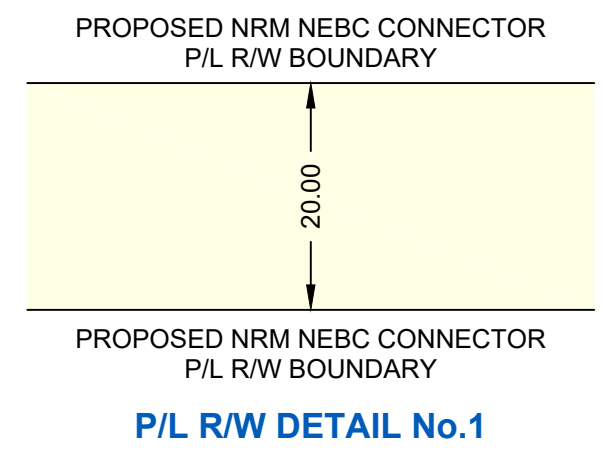 PROPOSED NRM NEBC CONNECTOR
P/L R/W BOUNDARY
20.00
PROPOSED NRM NEBC CONNECTOR
P/L R/W BOUNDARY
P/L R/W DETAIL No.1